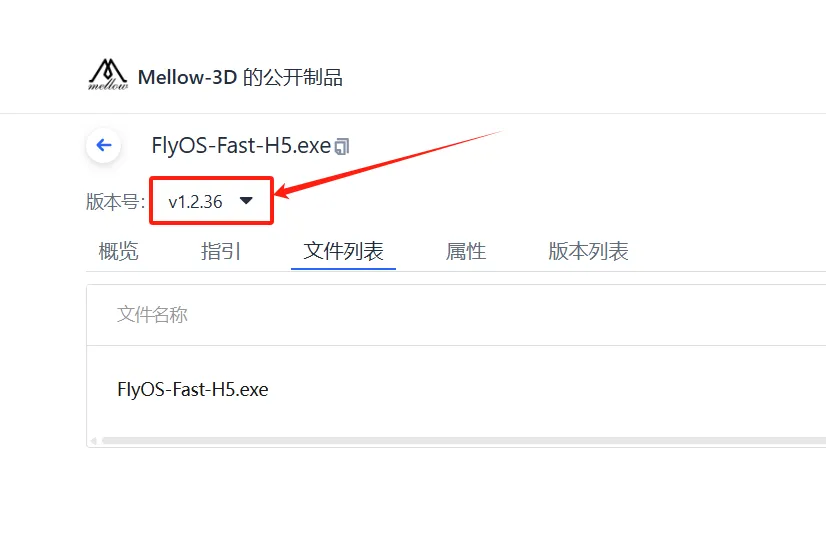 mellow
Mellow-3D 的公开制品
FlyOS-Fast-H5.exe
版本号: v1.2.36
概览 指引 文件列表 属性 版本列表
文件名称
FlyOS-Fast-H5.exe